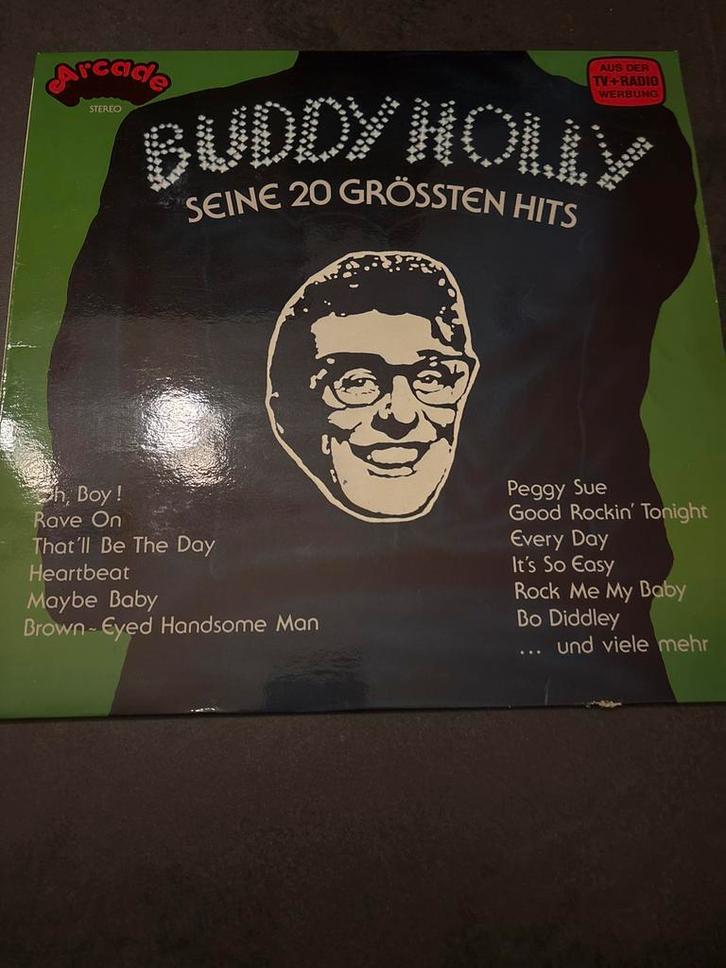 Arcade
STEREO
AUS DER
TV+RADIO
WERBUNG
BUDDY HOLLY
SEINE 20 GRÖSSTEN HITS
Oh, Boy!
Rave On
That'll Be The Day
Heartbeat
Maybe Baby
Brown-Eyed Handsome Man
Peggy Sue
Good Rockin' Tonight
Every Day
It's So Easy
Rock Me My Baby
Bo Diddley
... und viele mehr